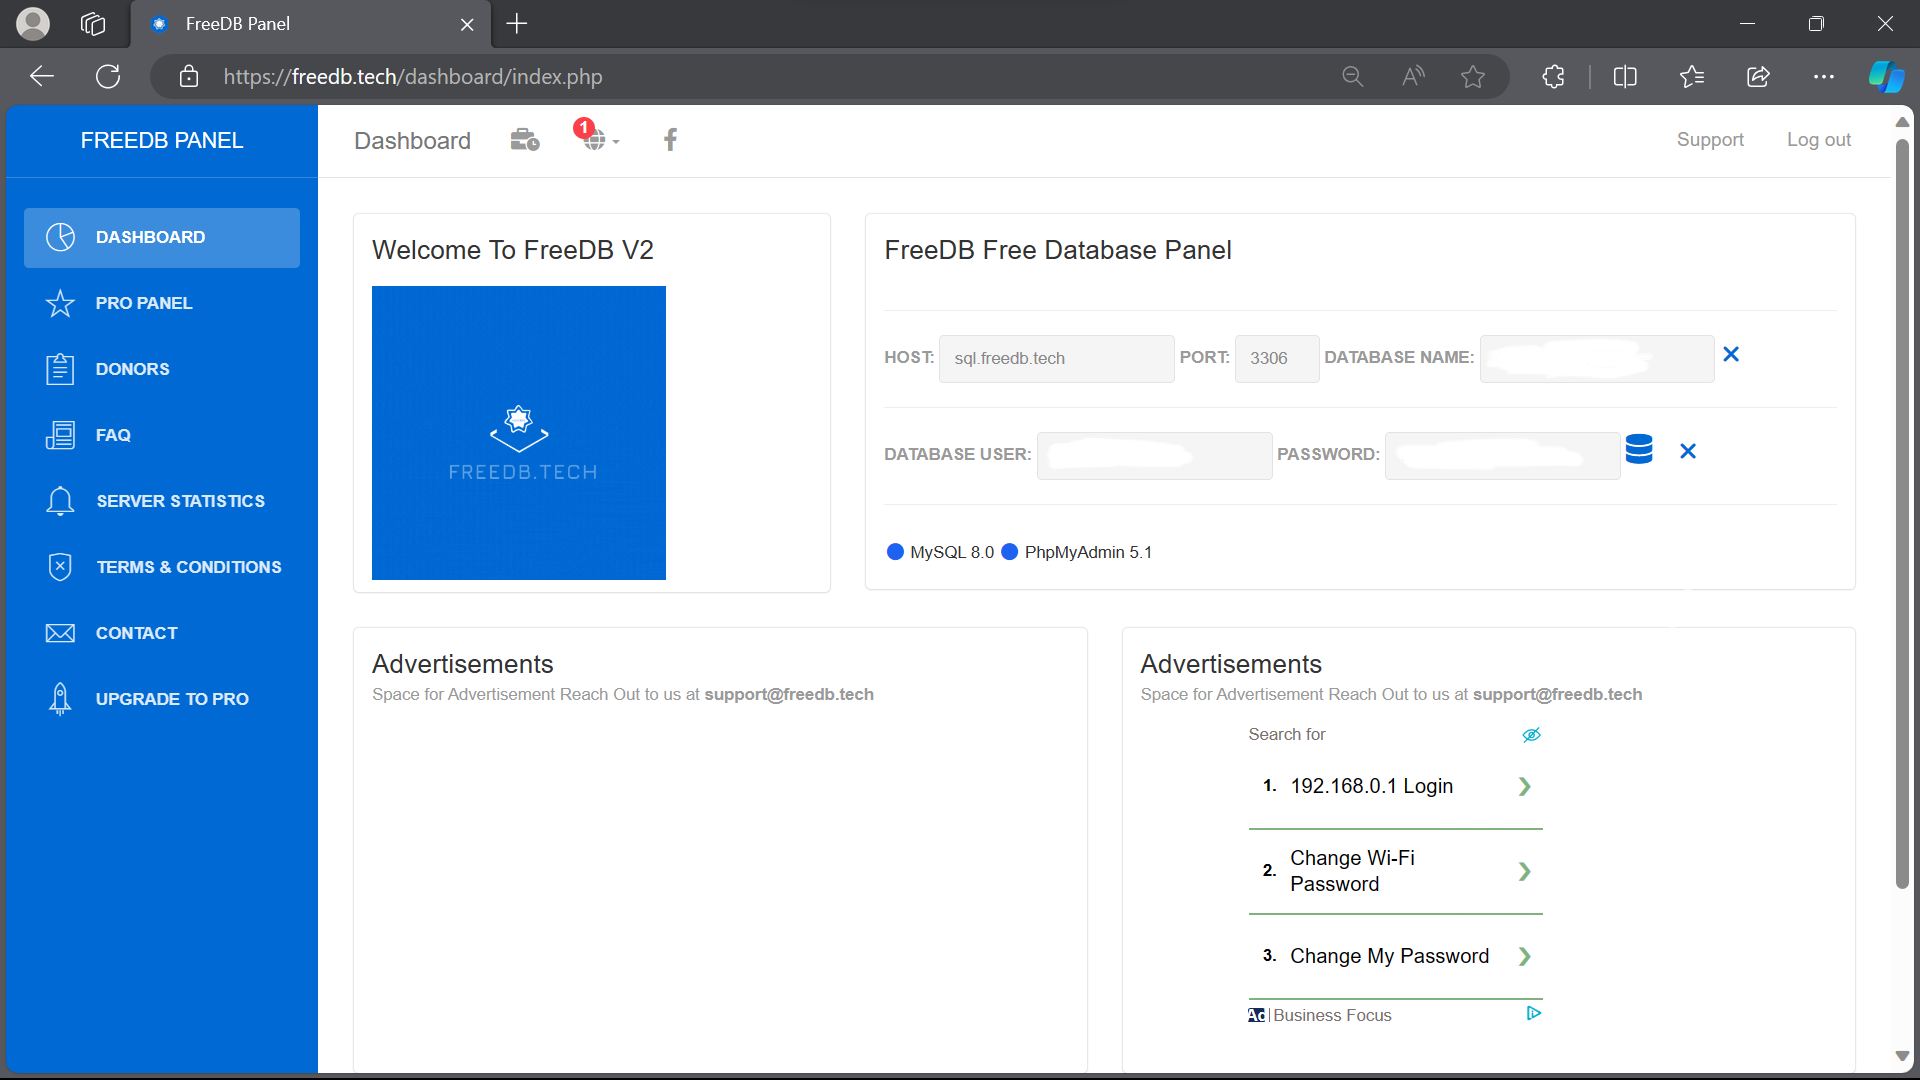 FreeDB Panel
https://freedb.tech/dashboard/index.php
FREEDB PANEL
Dashboard
1
Support
Log out
DASHBOARD
PRO PANEL
DONORS
FAQ
SERVER STATISTICS
TERMS & CONDITIONS
CONTACT
UPGRADE TO PRO
Welcome To FreeDB V2
FREEDB.TECH
FreeDB Free Database Panel
HOST: sql.freedb.tech PORT: 3306 DATABASE NAME:
DATABASE USER: PASSWORD:
MySQL 8.0 PhpMyAdmin 5.1
Advertisements
Space for Advertisement Reach Out to us at support@freedb.tech
Advertisements
Space for Advertisement Reach Out to us at support@freedb.tech
Search for
1. 192.168.0.1 Login
2. Change Wi-Fi
Password
3. Change My Password
Ad Business Focus